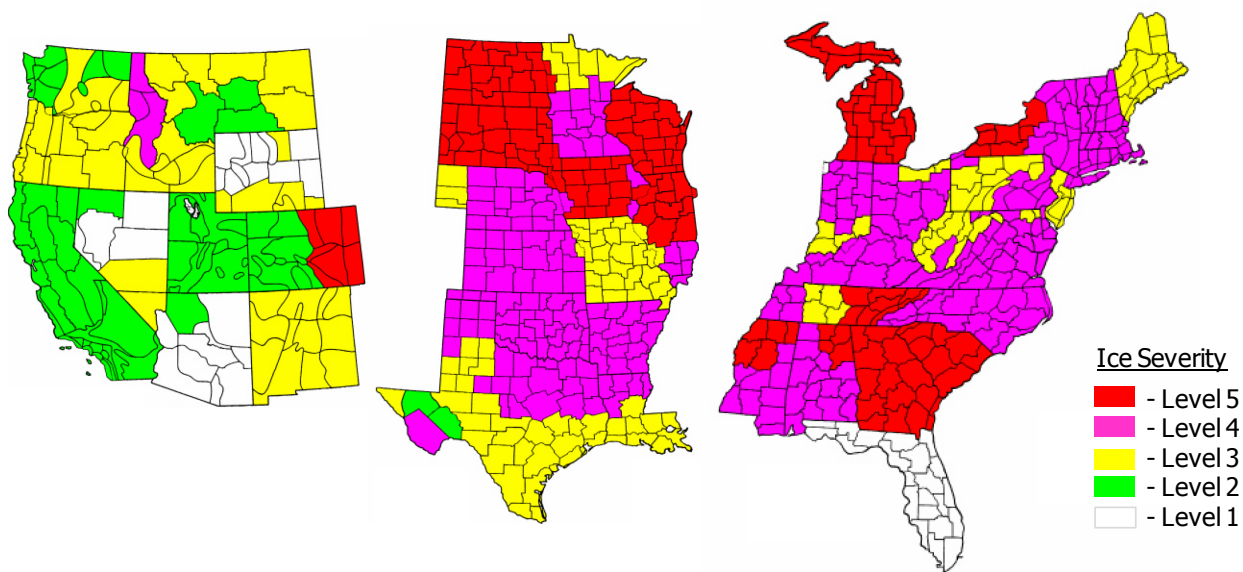 Ice Severity
- Level 5
- Level 4
- Level 3
- Level 2
- Level 1